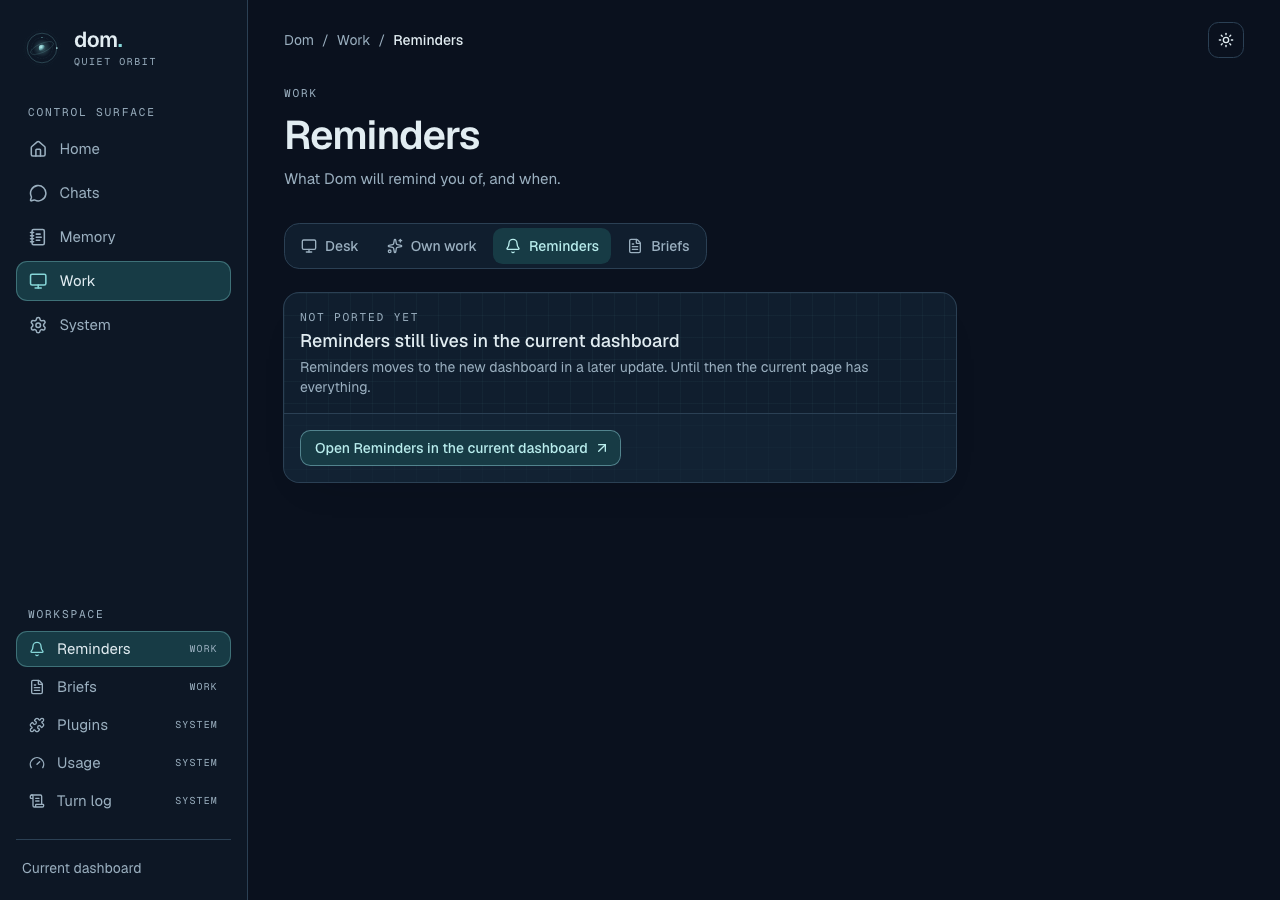 dom.
QUIET ORBIT
CONTROL SURFACE
Home
Chats
Memory
Work
System
WORKSPACE
Reminders WORK
Briefs WORK
Plugins SYSTEM
Usage SYSTEM
Turn log SYSTEM
Current dashboard
Dom / Work / Reminders
WORK
Reminders
What Dom will remind you of, and when.
Desk Own work Reminders Briefs
NOT PORTED YET
Reminders still lives in the current dashboard
Reminders moves to the new dashboard in a later update. Until then the current page has
everything.
Open Reminders in the current dashboard